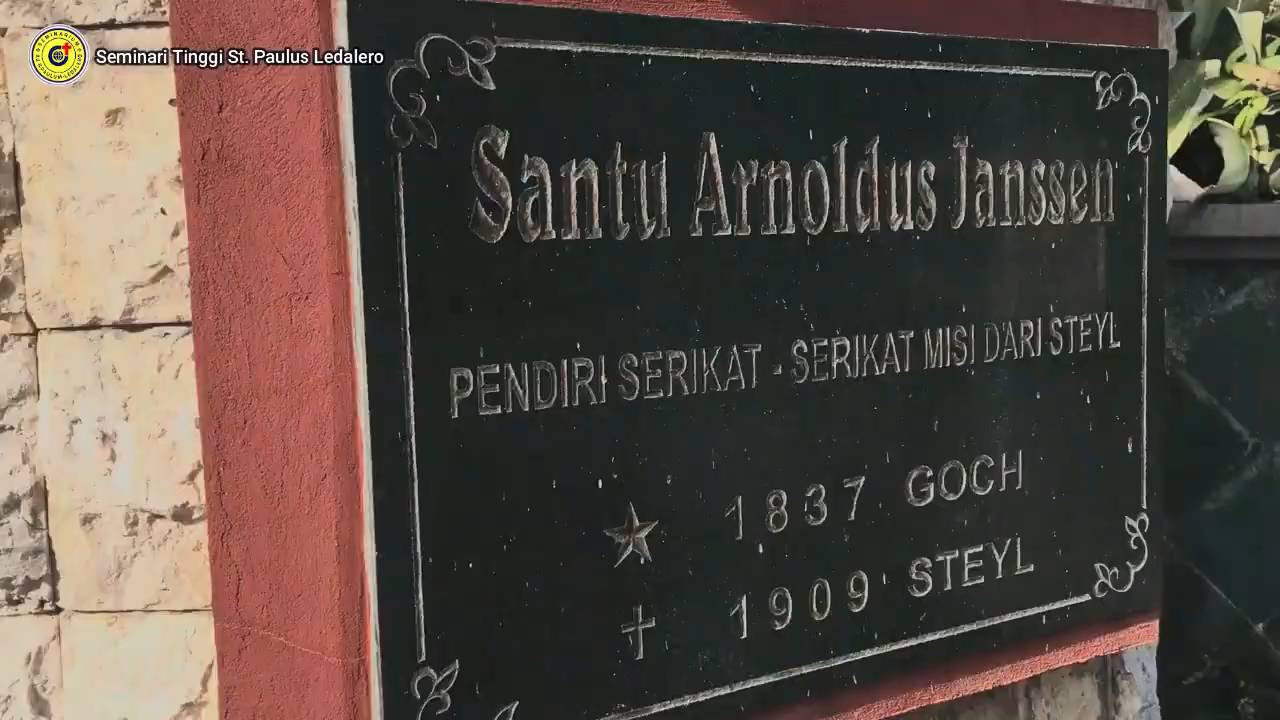 Seminari Tinggi St. Paulus Ledalero
Santu Arnoldus Janssen
PENDIRI SERIKAT - SERIKAT MISI DARI STEYL
1837 GOCH
1909 STEYL